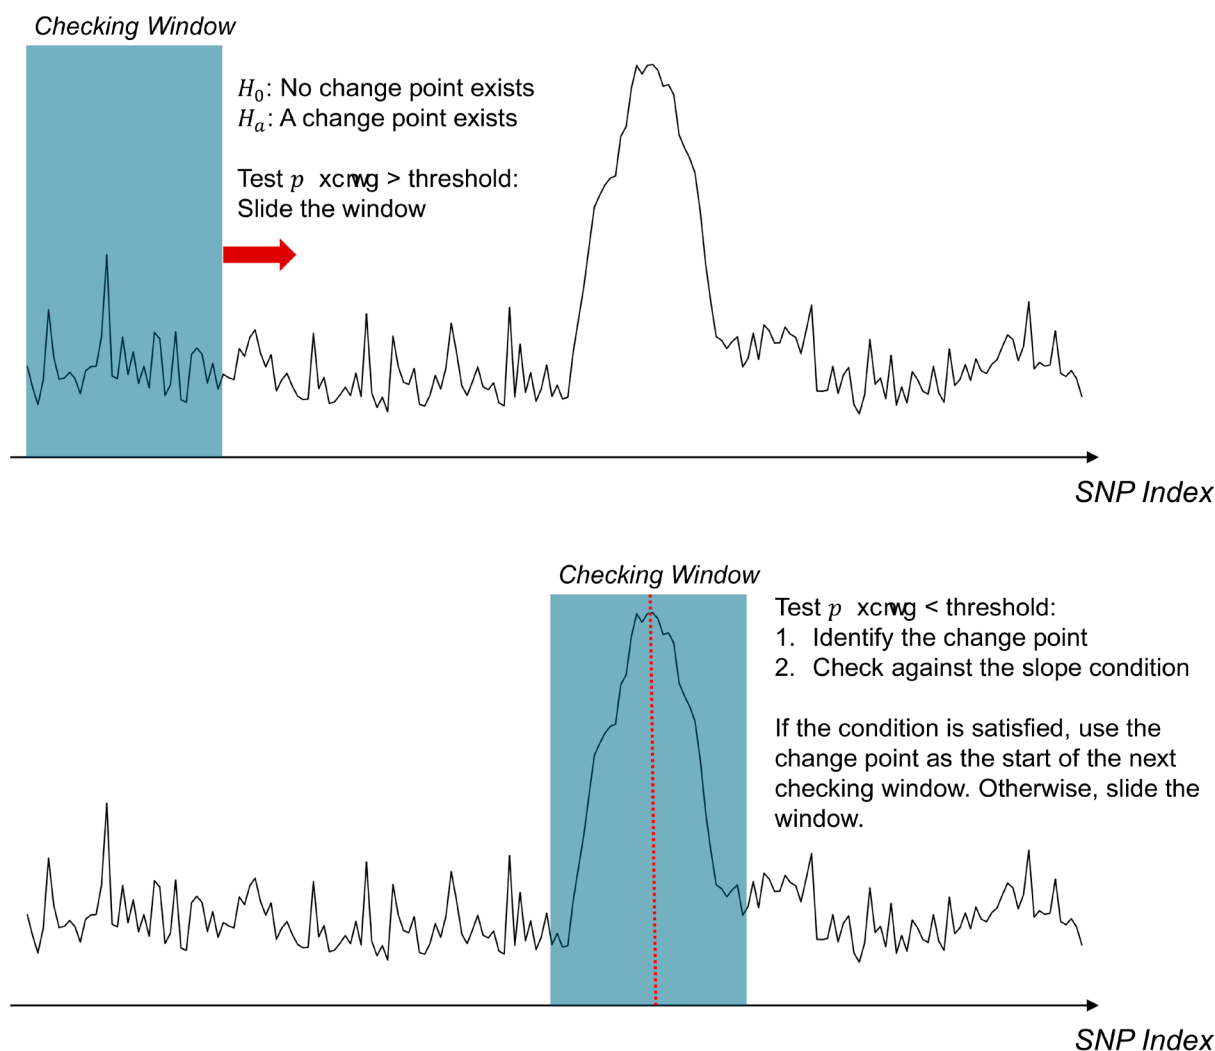 Checking Window
H₀: No change point exists
Hₐ: A change point exists
Test p > threshold:
Slide the window
SNP Index
Checking Window
Test p < threshold:
1. Identify the change point
2. Check against the slope condition
If the condition is satisfied, use the
change point as the start of the next
checking window. Otherwise, slide the
window.
SNP Index